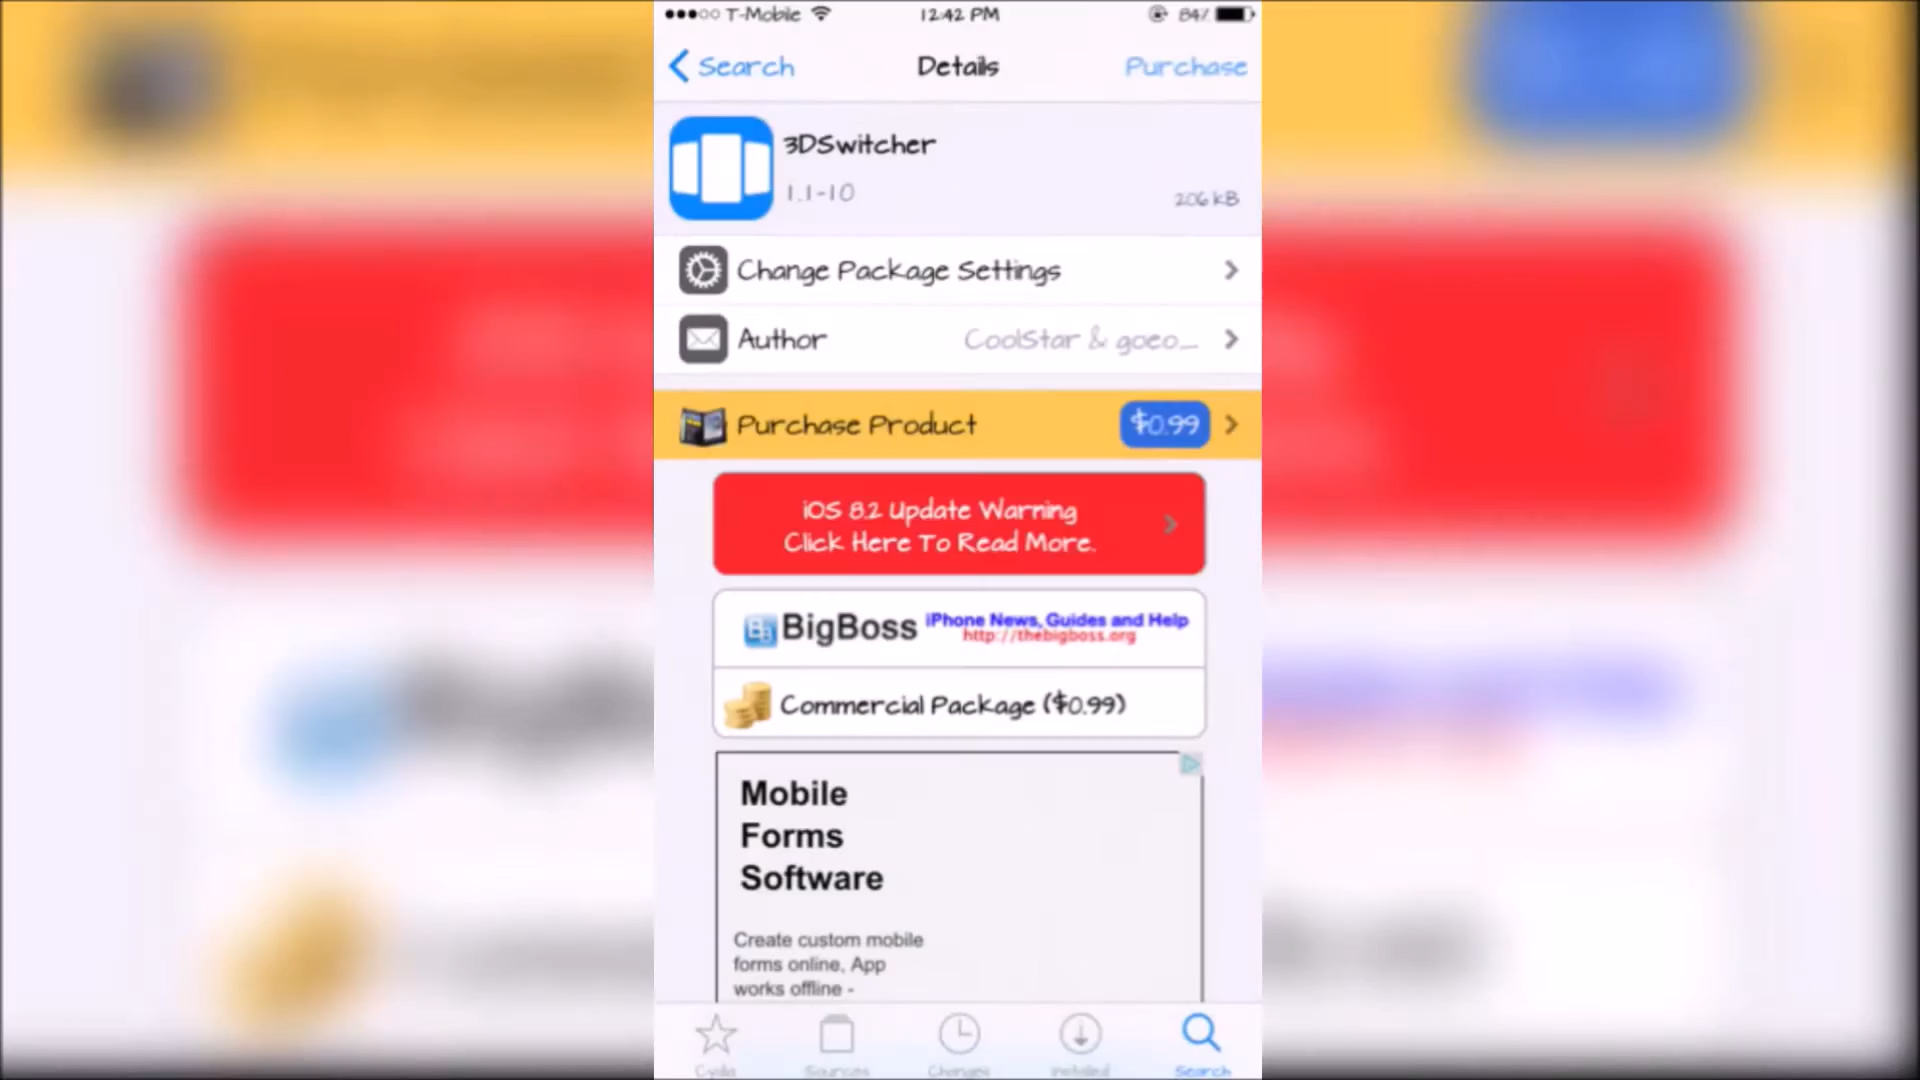 T-Mobile 12:42 PM 84%
Search Details Purchase
3DSwitcher
1.1-10 206 kB
Change Package Settings
Author CoolStar & goeo_
Purchase Product $0.99
iOS 8.2 Update Warning
Click Here To Read More.
BigBoss iPhone News, Guides and Help
http://thebigboss.org
Commercial Package ($0.99)
Mobile
Forms
Software
Create custom mobile
forms online, App
works offline -
Cydia Sources Changes Installed Search